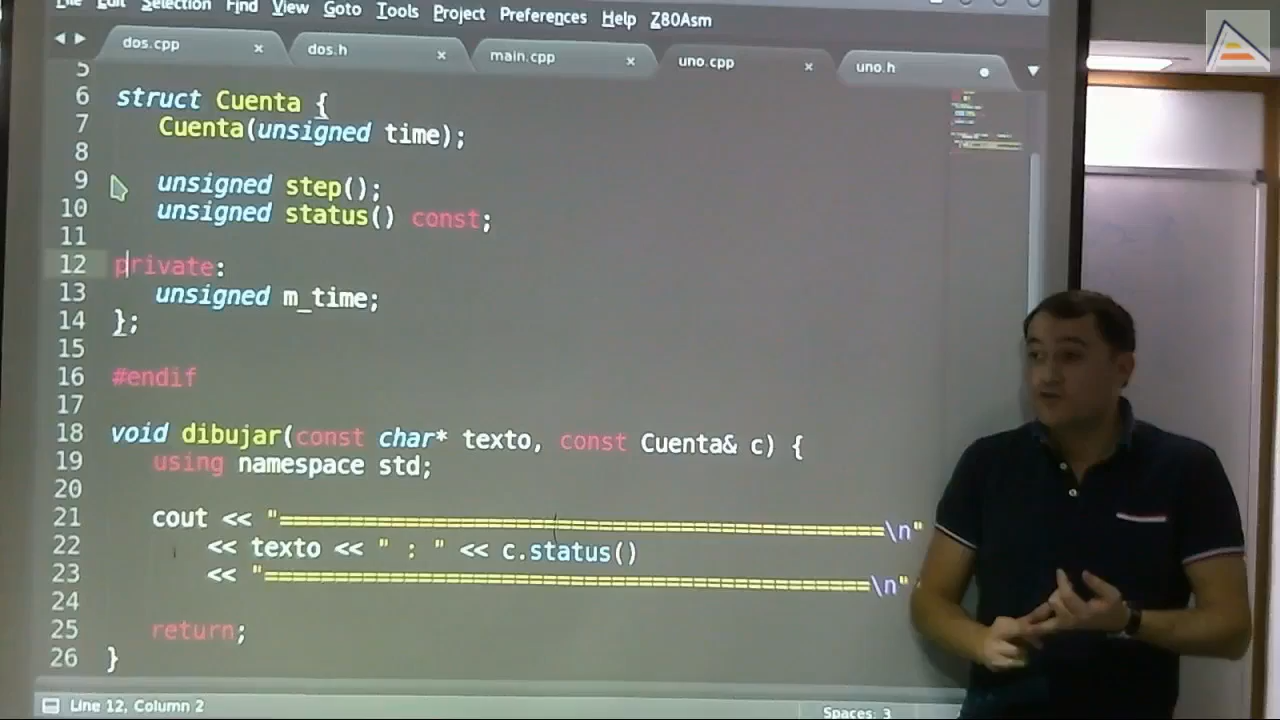 File Edit Selection Find View Goto Tools Project Preferences Help Z80Asm
dos.cpp × dos.h × main.cpp × uno.cpp × uno.h
5
6 struct Cuenta {
7 Cuenta(unsigned time);
8
9 unsigned step();
10 unsigned status() const;
11
12 private:
13 unsigned m_time;
14 };
15
16 #endif
17
18 void dibujar(const char* texto, const Cuenta& c) {
19 using namespace std;
20
21 cout << "===========================================\n"
22 << texto << " : " << c.status()
23 << "===========================================\n"
24
25 return;
26 }
Line 12, Column 2
Spaces: 3